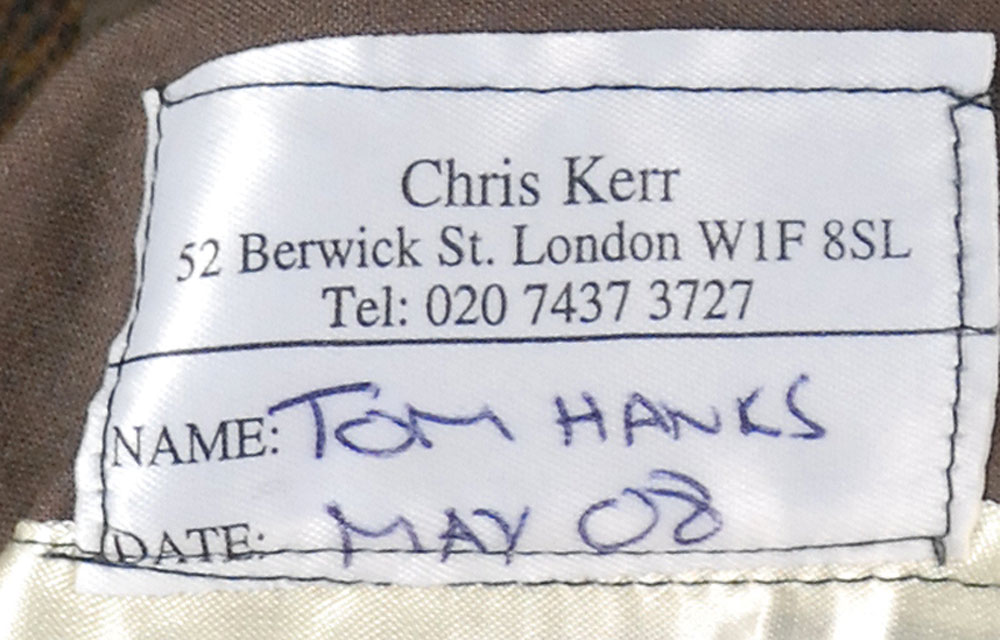 Chris Kerr
52 Berwick St. London W1F 8SL
Tel: 020 7437 3727
NAME: TOM HANKS
DATE: MAY 08